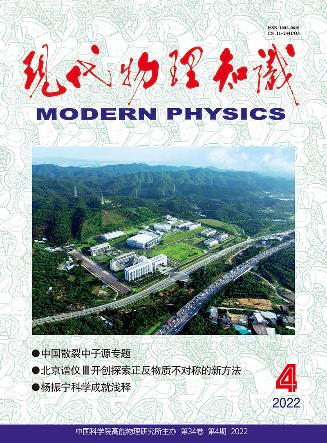 现代物理知識
MODERN PHYSICS
●中国散裂中子源专题
●北京谱仪Ⅲ开创探索正反物质不对称的新方法
●杨振宁科学成就浅释
4
2022
中国科学院高能物理研究所主办 第34卷 第4期 2022